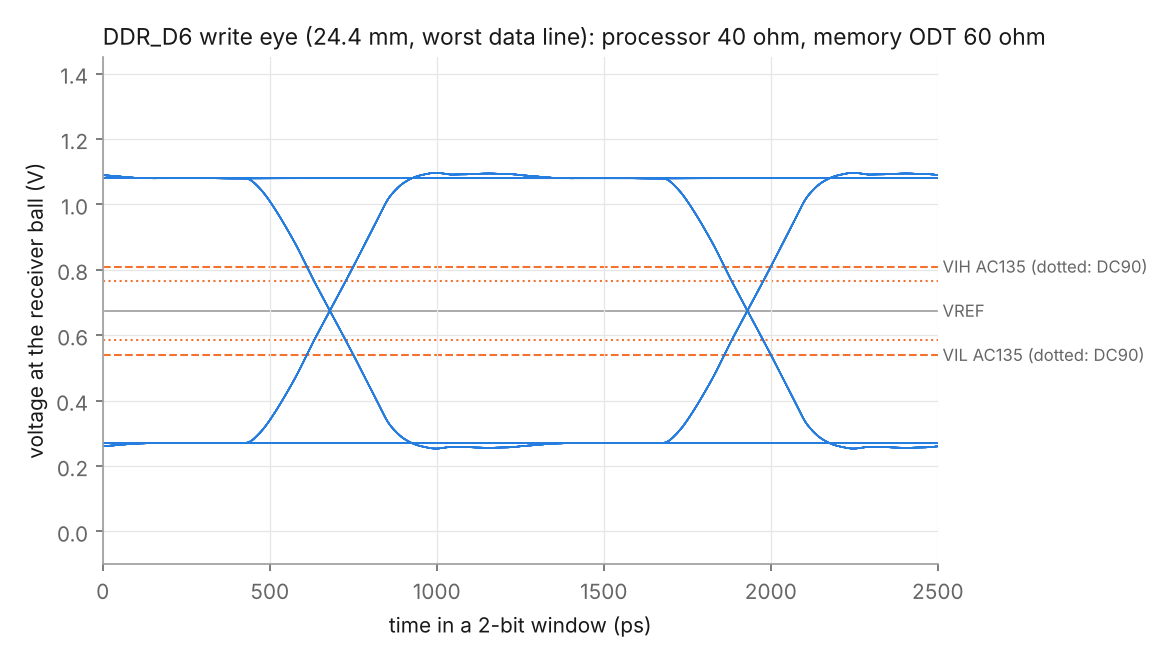 DDR_D6 write eye (24.4 mm, worst data line): processor 40 ohm, memory ODT 60 ohm
voltage at the receiver ball (V)
1.4
1.2
1.0
0.8
0.6
0.4
0.2
0.0
VIH AC135 (dotted: DC90)
VREF
VIL AC135 (dotted: DC90)
0 500 1000 1500 2000 2500
time in a 2-bit window (ps)